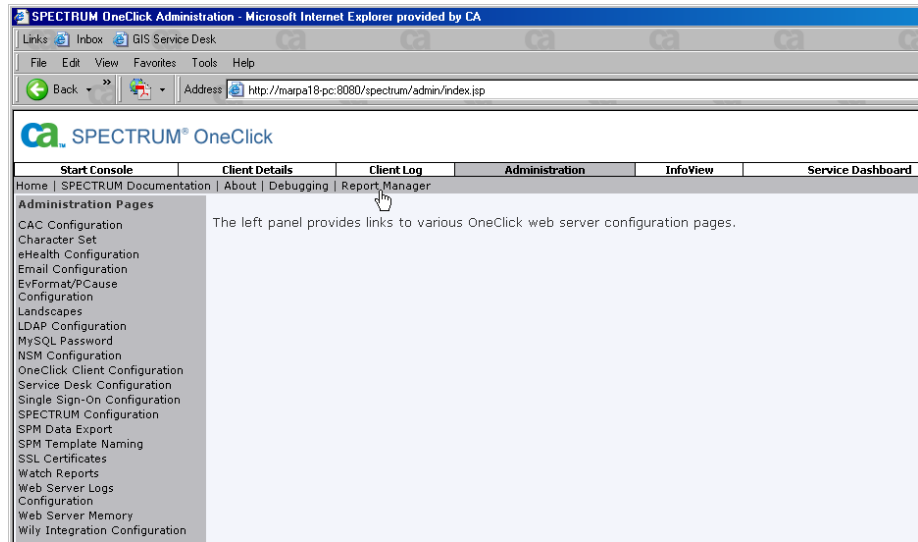 SPECTRUM OneClick Administration - Microsoft Internet Explorer provided by CA
Links Inbox GIS Service Desk
File Edit View Favorites Tools Help
Back » Address http://marpa18-pc:8080/spectrum/admin/index.jsp
ca™ SPECTRUM® OneClick
Start Console Client Details Client Log Administration InfoView Service Dashboard
Home | SPECTRUM Documentation | About | Debugging | Report Manager
Administration Pages
The left panel provides links to various OneClick web server configuration pages.
CAC Configuration
Character Set
eHealth Configuration
Email Configuration
EvFormat/PCause
Configuration
Landscapes
LDAP Configuration
MySQL Password
NSM Configuration
OneClick Client Configuration
Service Desk Configuration
Single Sign-On Configuration
SPECTRUM Configuration
SPM Data Export
SPM Template Naming
SSL Certificates
Watch Reports
Web Server Logs
Configuration
Web Server Memory
Wily Integration Configuration